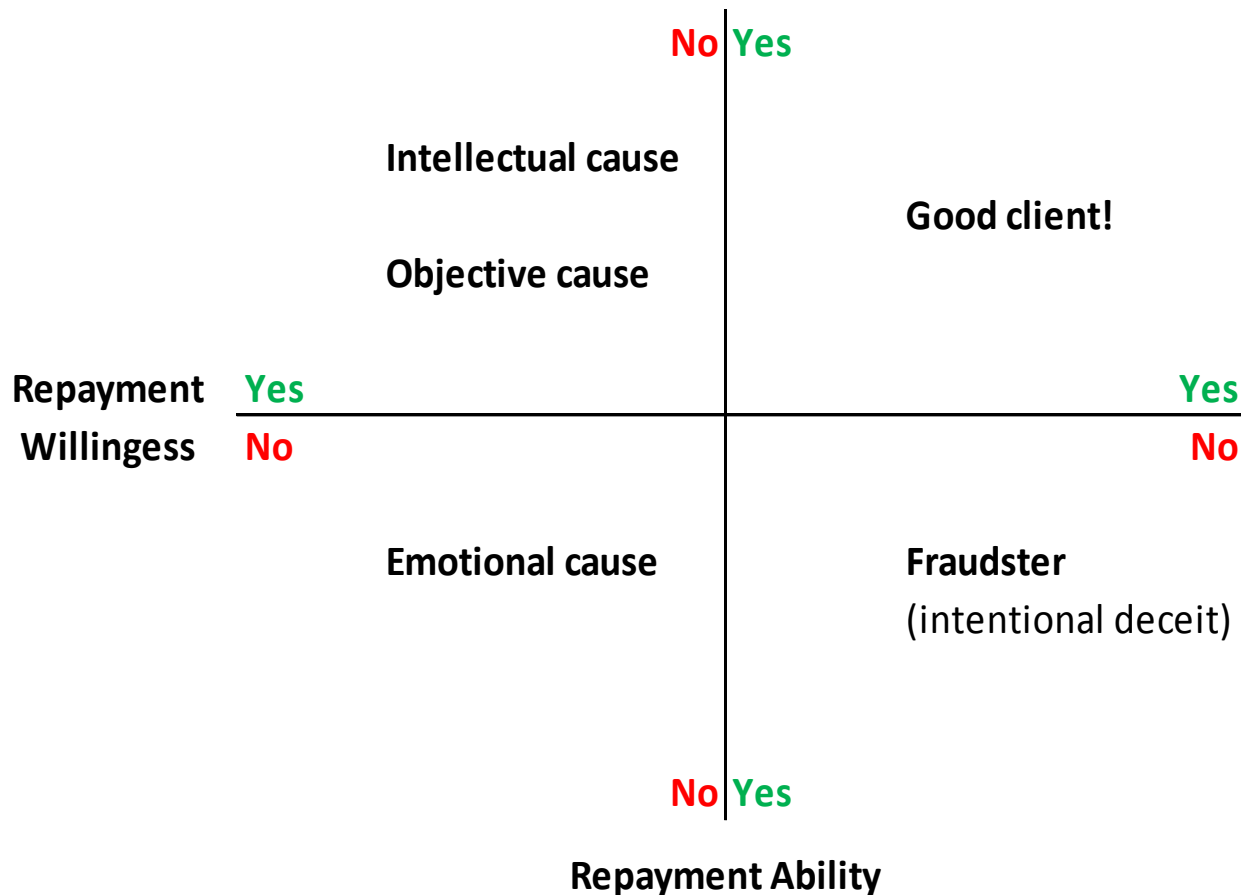 No Yes
Intellectual cause
Good client!
Objective cause
Repayment Yes Yes
Willingess No No
Emotional cause Fraudster
(intentional deceit)
No Yes
Repayment Ability